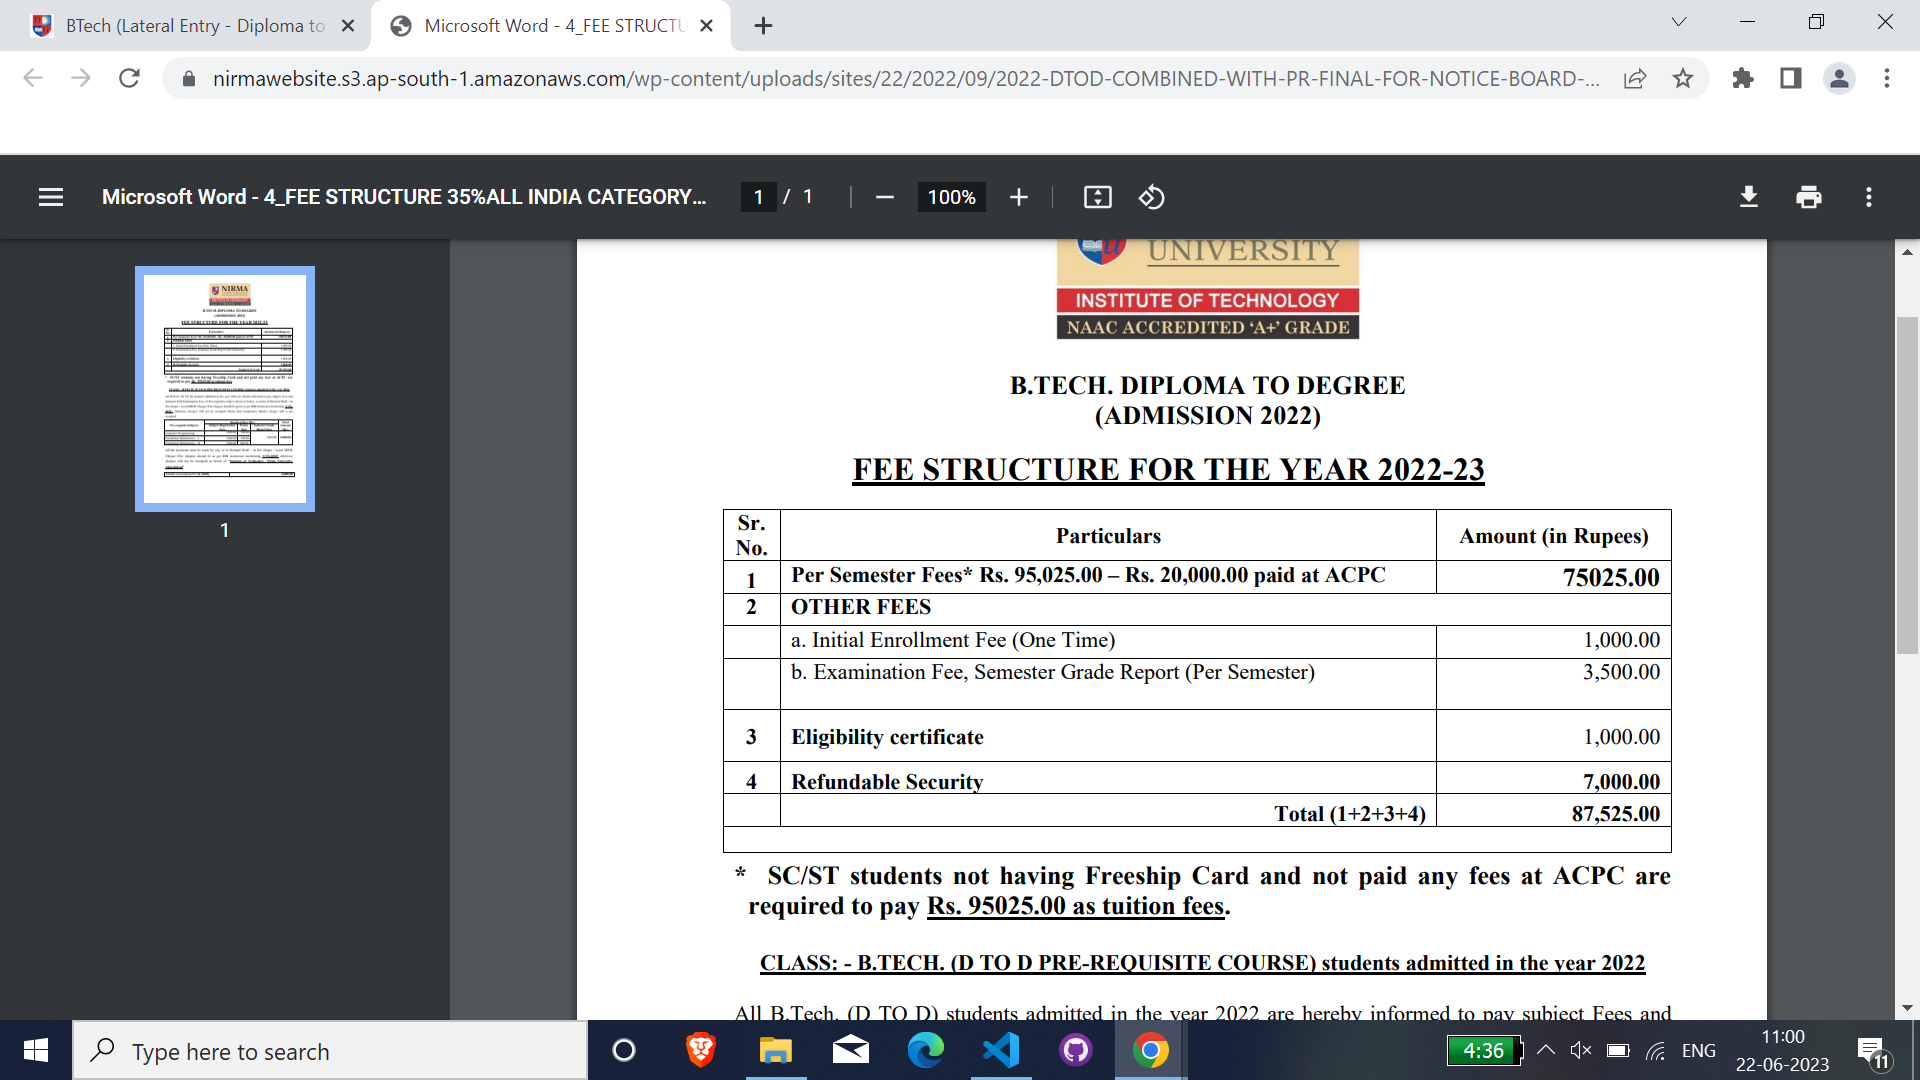 BTech (Lateral Entry - Diploma to
Microsoft Word - 4_FEE STRUCTU
nirmawebsite.s3.ap-south-1.amazonaws.com/wp-content/uploads/sites/22/2022/09/2022-DTOD-COMBINED-WITH-PR-FINAL-FOR-NOTICE-BOARD-...
Microsoft Word - 4_FEE STRUCTURE 35%ALL INDIA CATEGORY...
1 / 1
100%
NIRMA
1
UNIVERSITY
INSTITUTE OF TECHNOLOGY
NAAC ACCREDITED ‘A+’ GRADE
B.TECH. DIPLOMA TO DEGREE
(ADMISSION 2022)
FEE STRUCTURE FOR THE YEAR 2022-23
Sr. No. Particulars Amount (in Rupees)
1 Per Semester Fees* Rs. 95,025.00 – Rs. 20,000.00 paid at ACPC 75025.00
2 OTHER FEES
a. Initial Enrollment Fee (One Time) 1,000.00
b. Examination Fee, Semester Grade Report (Per Semester) 3,500.00
3 Eligibility certificate 1,000.00
4 Refundable Security 7,000.00
Total (1+2+3+4) 87,525.00
* SC/ST students not having Freeship Card and not paid any fees at ACPC are
required to pay Rs. 95025.00 as tuition fees.
CLASS: - B.TECH. (D TO D PRE-REQUISITE COURSE) students admitted in the year 2022
All B.Tech. (D TO D) students admitted in the year 2022 are hereby informed to pay subject Fees and
Type here to search
4:36
ENG
11:00
22-06-2023
11